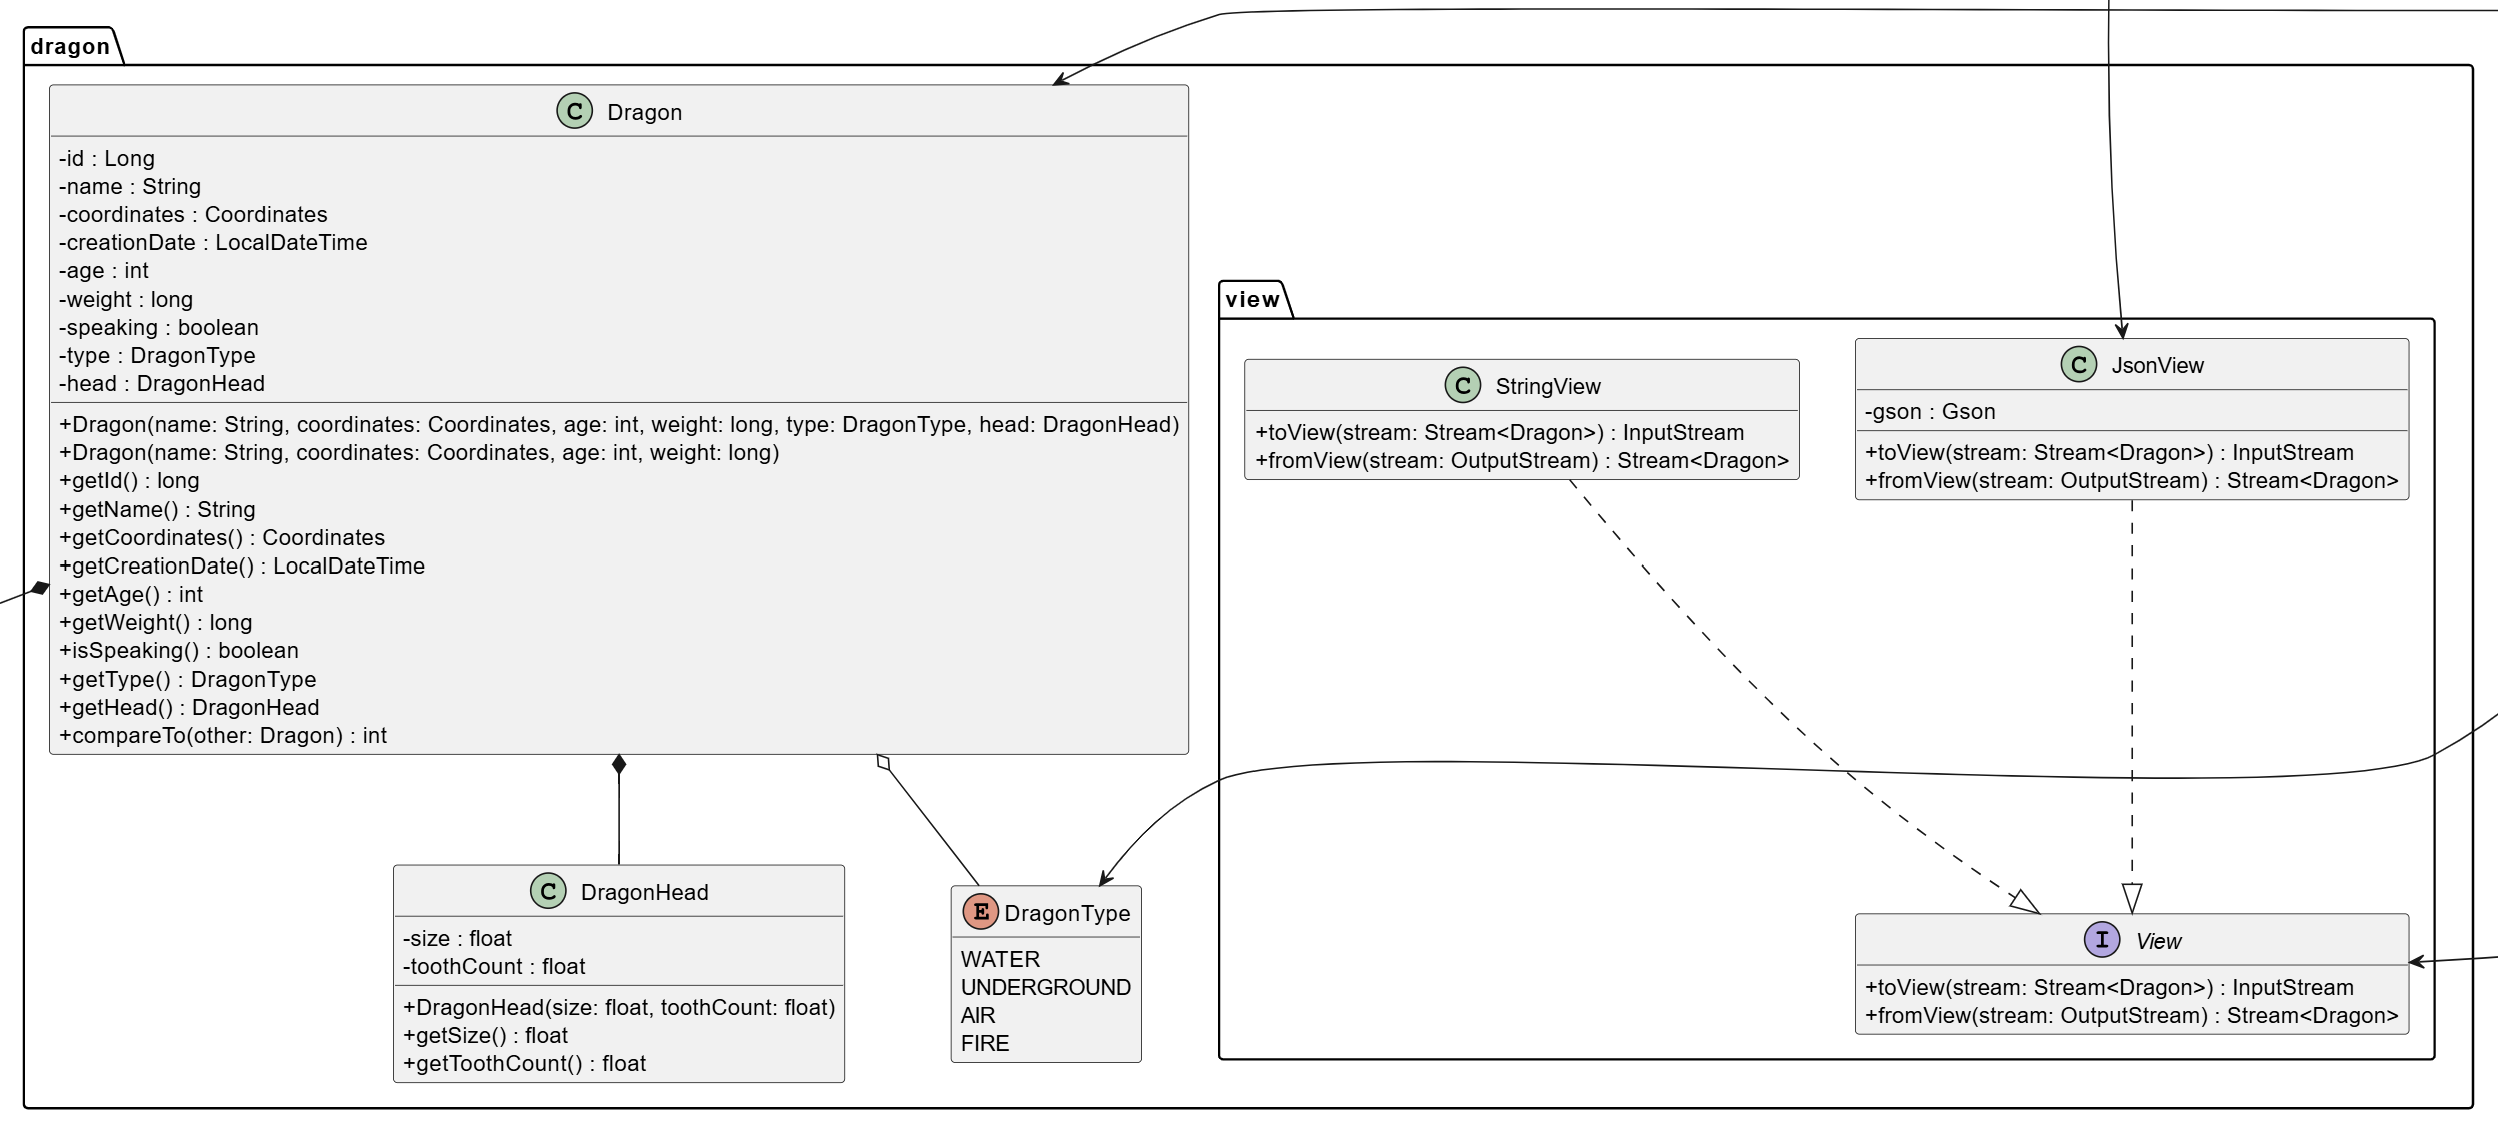 dragon
C Dragon
-id : Long
-name : String
-coordinates : Coordinates
-creationDate : LocalDateTime
-age : int
-weight : long
-speaking : boolean
-type : DragonType
-head : DragonHead
+Dragon(name: String, coordinates: Coordinates, age: int, weight: long, type: DragonType, head: DragonHead)
+Dragon(name: String, coordinates: Coordinates, age: int, weight: long)
+getId() : long
+getName() : String
+getCoordinates() : Coordinates
+getCreationDate() : LocalDateTime
+getAge() : int
+getWeight() : long
+isSpeaking() : boolean
+getType() : DragonType
+getHead() : DragonHead
+compareTo(other: Dragon) : int
view
C StringView
+toView(stream: Stream<Dragon>) : InputStream
+fromView(stream: OutputStream) : Stream<Dragon>
C JsonView
-gson : Gson
+toView(stream: Stream<Dragon>) : InputStream
+fromView(stream: OutputStream) : Stream<Dragon>
C DragonHead
-size : float
-toothCount : float
+DragonHead(size: float, toothCount: float)
+getSize() : float
+getToothCount() : float
E DragonType
WATER
UNDERGROUND
AIR
FIRE
I View
+toView(stream: Stream<Dragon>) : InputStream
+fromView(stream: OutputStream) : Stream<Dragon>